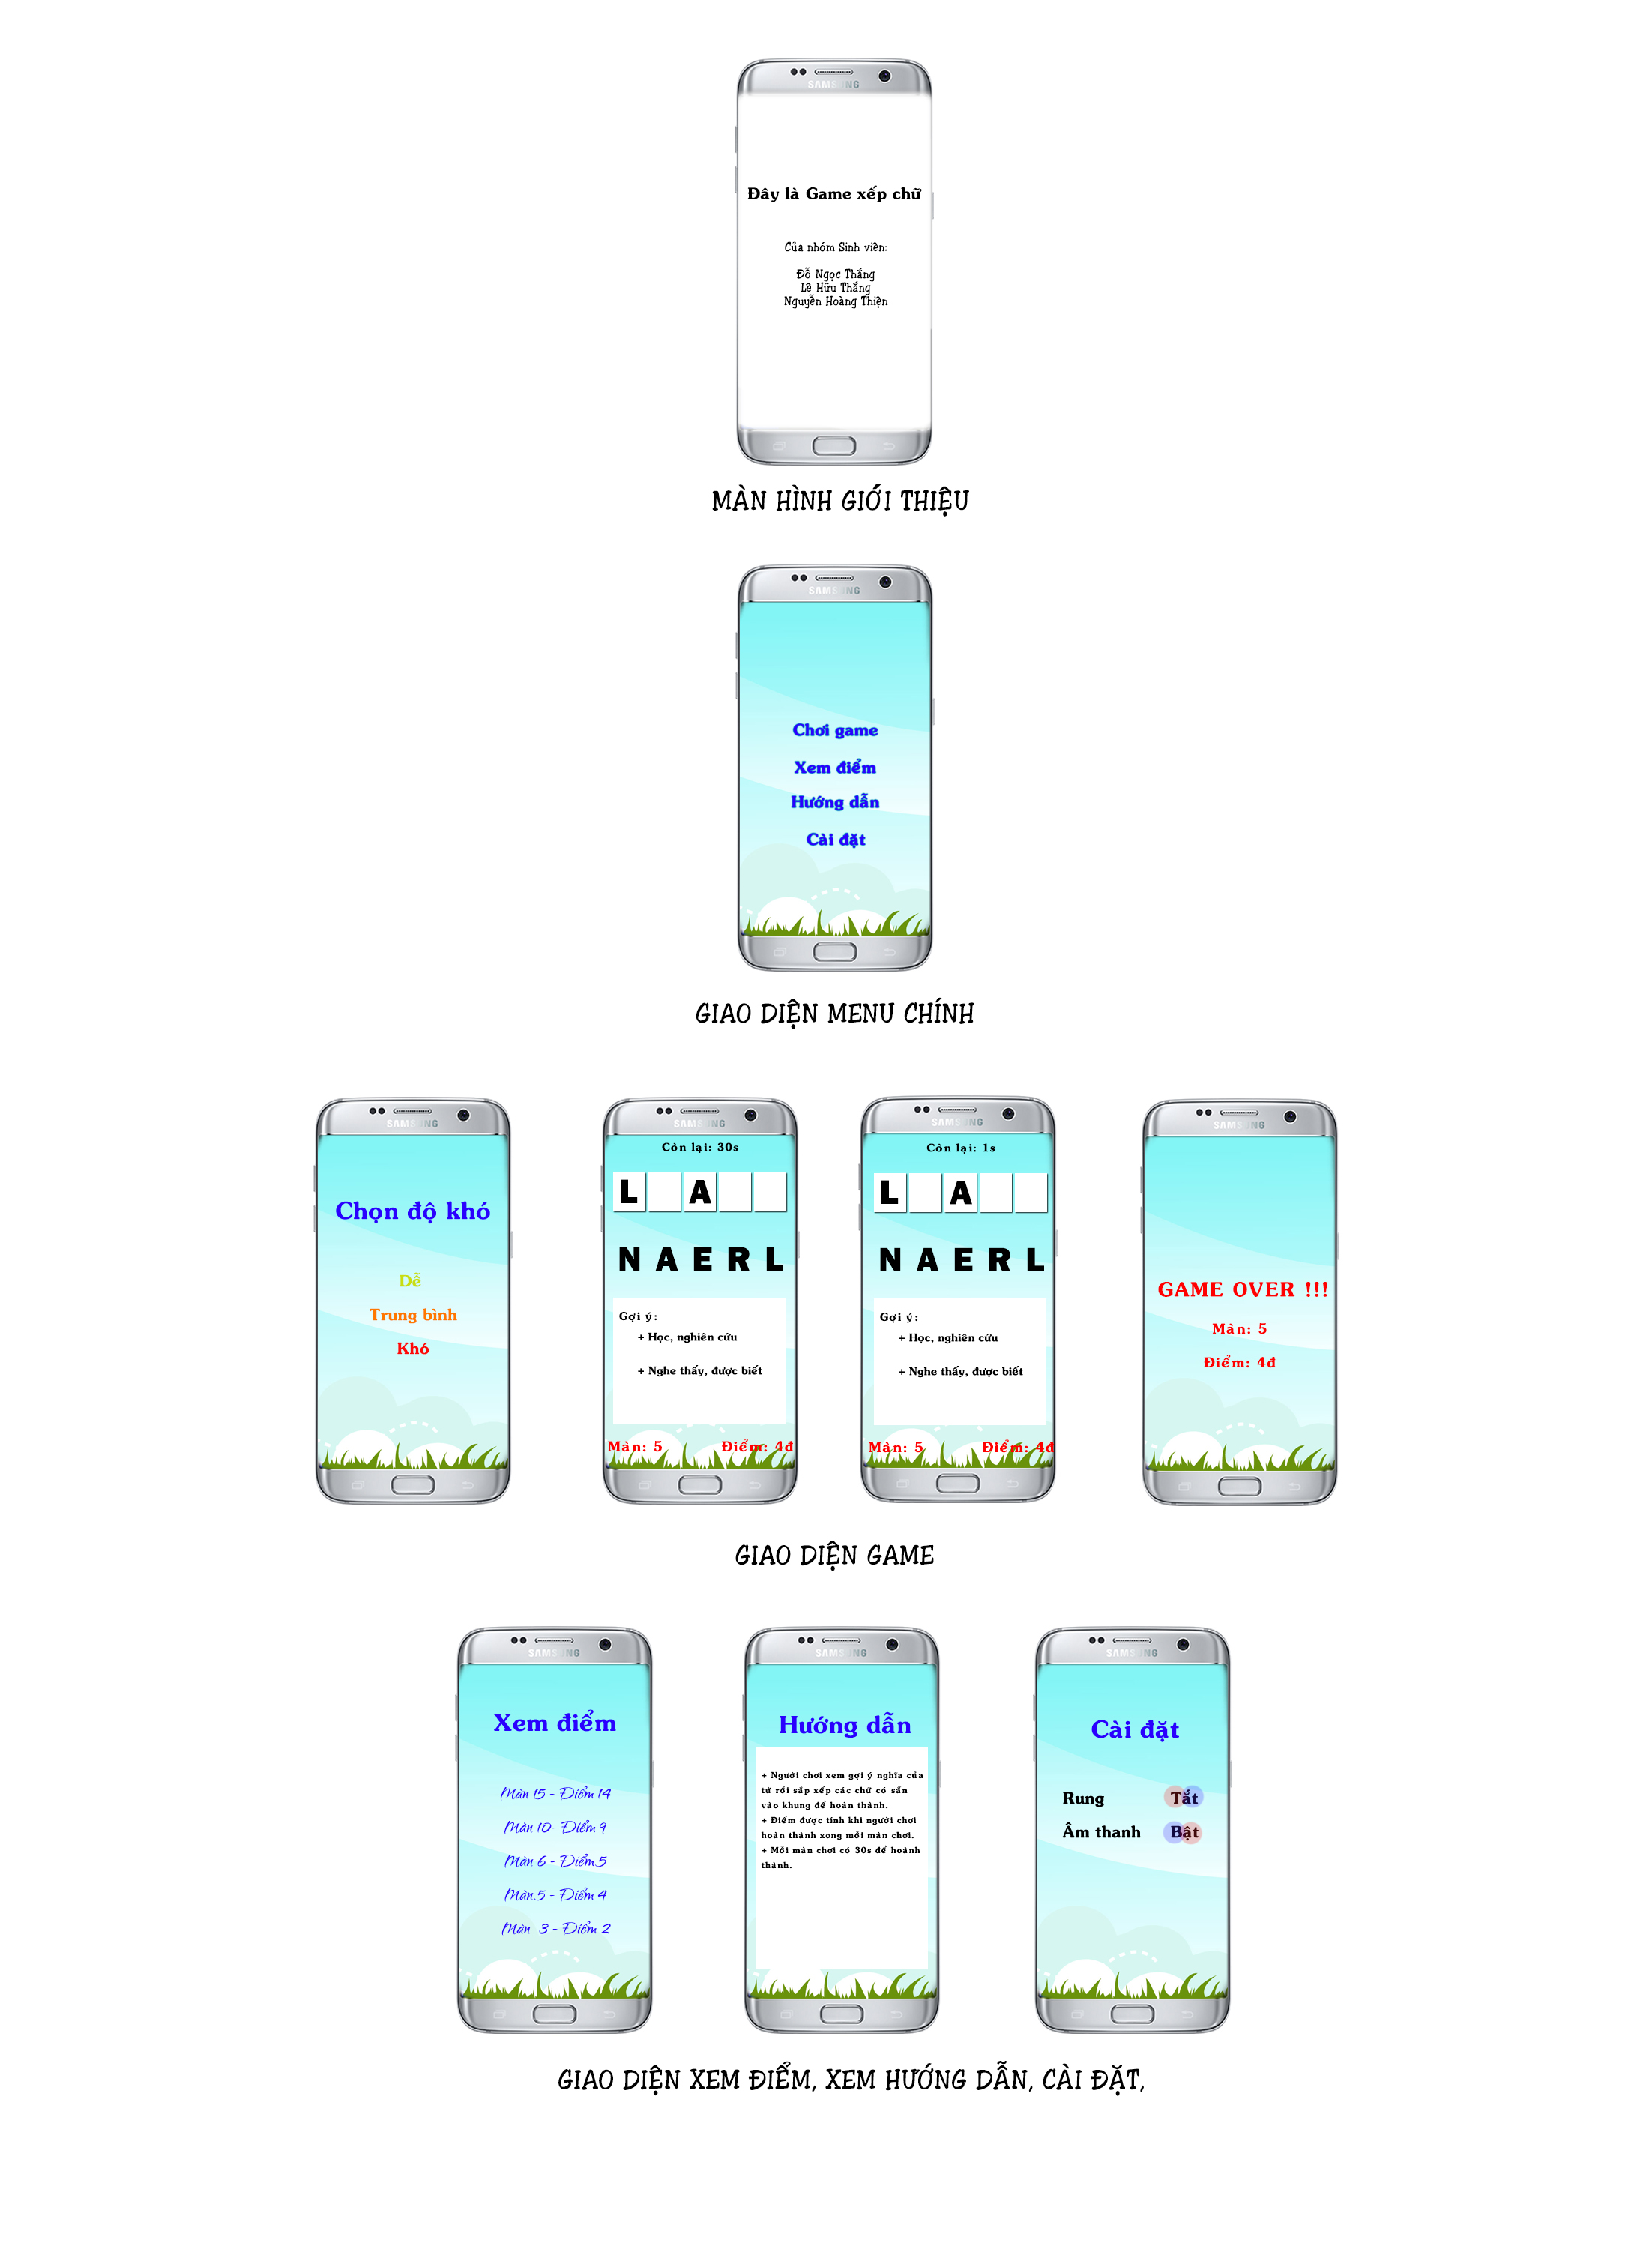 SAMSUNG
Đây là Game xếp chữ
Của nhóm Sinh viên:
Đỗ Ngọc Thắng
Lê Hữu Thắng
Nguyễn Hoàng Thiện
MÀN HÌNH GIỚI THIỆU
SAMSUNG
Chơi game
Xem điểm
Hướng dẫn
Cài đặt
GIAO DIỆN MENU CHÍNH
SAMSUNG
Chọn độ khó
Dễ
Trung bình
Khó
SAMSUNG
Còn lại: 30s
L A
N A E R L
Gợi ý:
+ Học, nghiên cứu
+ Nghe thấy, được biết
Màn: 5 Điểm: 4đ
SAMSUNG
Còn lại: 1s
L A
N A E R L
Gợi ý:
+ Học, nghiên cứu
+ Nghe thấy, được biết
Màn: 5 Điểm: 4đ
SAMSUNG
GAME OVER !!!
Màn: 5
Điểm: 4đ
GIAO DIỆN GAME
SAMSUNG
Xem điểm
Màn 15 - Điểm 14
Màn 10- Điểm 9
Màn 6 - Điểm 5
Màn 5 - Điểm 4
Màn 3 - Điểm 2
SAMSUNG
Hướng dẫn
+ Người chơi xem gợi ý nghĩa của
từ rồi sắp xếp các chữ có sẵn
vào khung để hoàn thành.
+ Điểm được tính khi người chơi
hoàn thành xong mỗi màn chơi.
+ Mỗi màn chơi có 30s để hoành
thành.
SAMSUNG
Cài đặt
Rung Tắt
Âm thanh Bật
GIAO DIỆN XEM ĐIỂM, XEM HƯỚNG DẪN, CÀI ĐẶT,